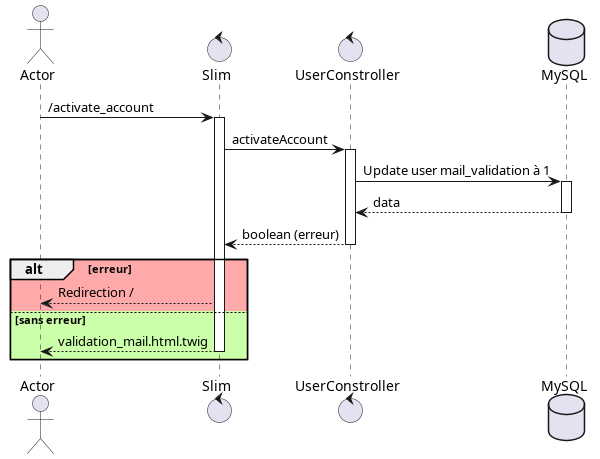 Actor
Slim
UserConstroller
MySQL
/activate_account
activateAccount
Update user mail_validation à 1
data
boolean (erreur)
alt [erreur]
Redirection /
[sans erreur]
validation_mail.html.twig
Actor
Slim
UserConstroller
MySQL